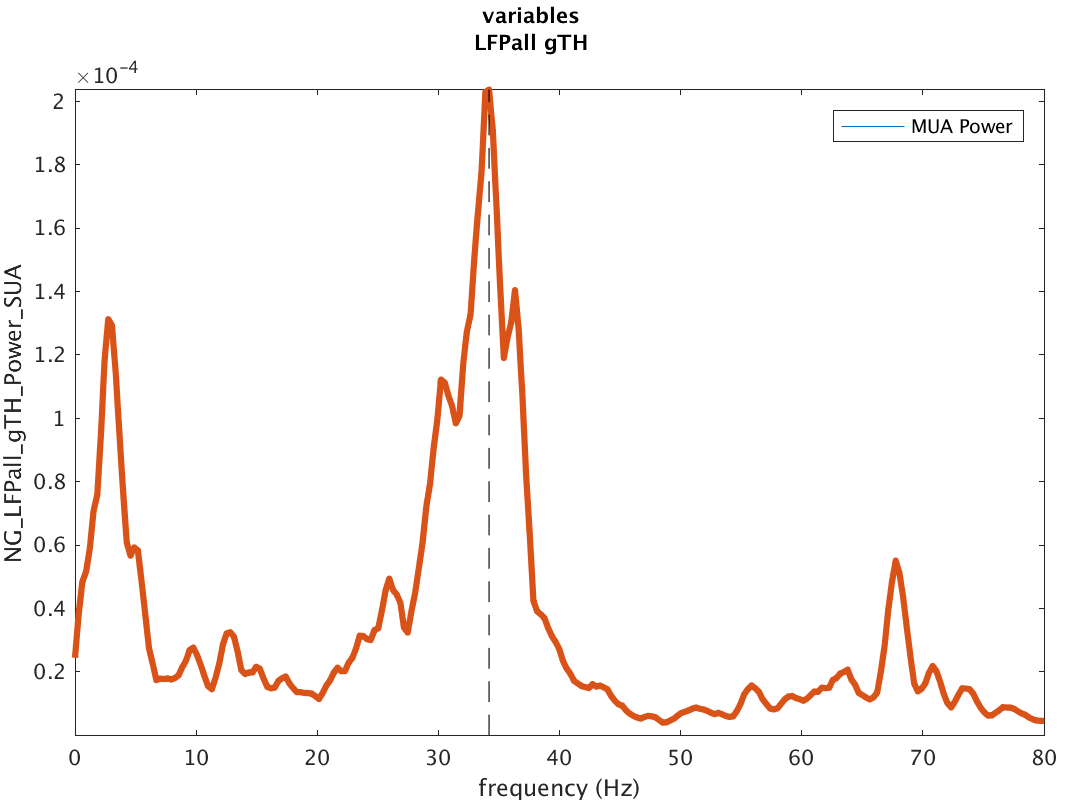 variables
LFPall gTH
×10⁻⁴
2
1.8
1.6
1.4
1.2
1
0.8
0.6
0.4
0.2
NG_LFPall_gTH_Power_SUA
MUA Power
0 10 20 30 40 50 60 70 80
frequency (Hz)